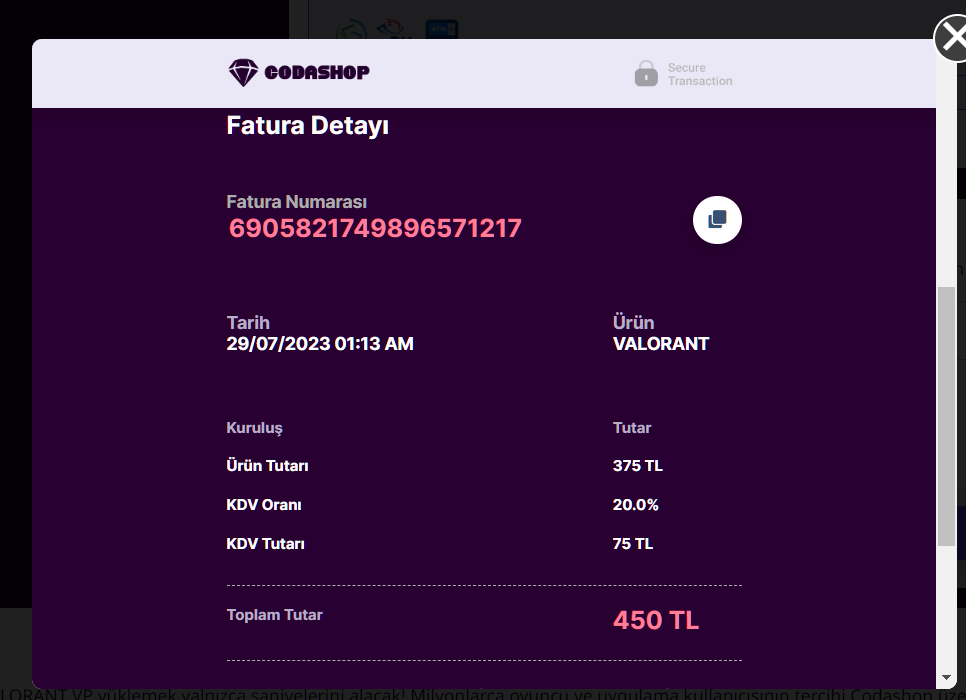 CODASHOP
Secure
Transaction
Fatura Detayı
Fatura Numarası
6905821749896571217
Tarih
29/07/2023 01:13 AM
Ürün
VALORANT
Kuruluş
Tutar
Ürün Tutarı
375 TL
KDV Oranı
20.0%
KDV Tutarı
75 TL
Toplam Tutar
450 TL
LORANT VP yüklemek yalnızca saniyelerini alacak! Milyonlarca oyuncu ve uygulama kullanıcısının tercihi Codashop üze